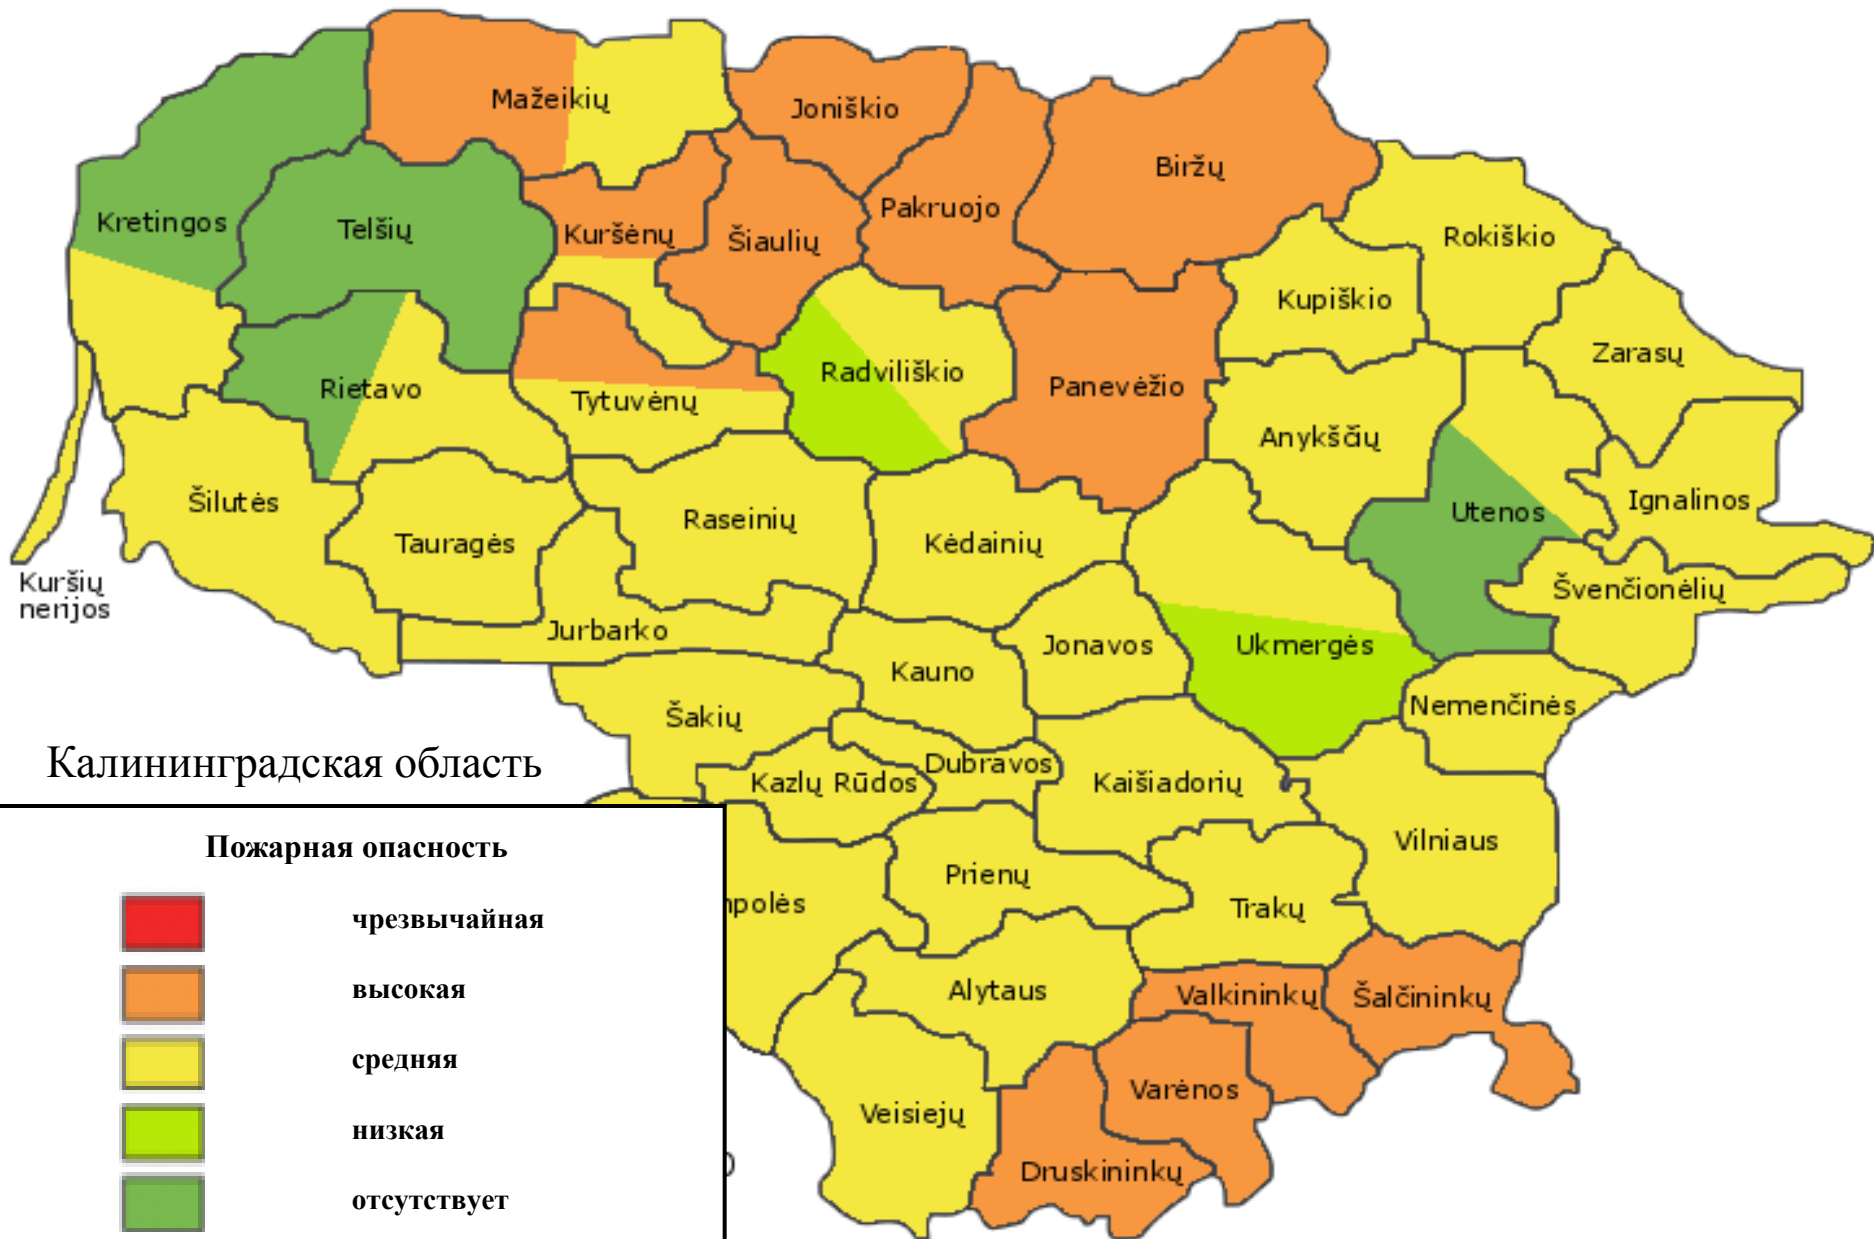 Mažeikių
Joniškio
Biržų
Kretingos
Telšių
Kuršėnų
Šiaulių
Pakruojo
Rokiškio
Kupiškio
Zarasų
Rietavo
Tytuvėnų
Radviliškio
Panevėžio
Anykščių
Šilutės
Tauragės
Raseinių
Kėdainių
Utenos
Ignalinos
Kuršių
nerijos
Švenčionėlių
Jurbarko
Jonavos
Ukmergės
Kauno
Šakių
Nemenčinės
Калининградская область
Kazlų Rūdos
Dubravos
Kaišiadorių
Vilniaus
Пожарная опасность
Prienų
npolės
Trakų
чрезвычайная
высокая
Alytaus
Valkininkų
Šalčininkų
средняя
Varėnos
Veisiejų
низкая
Druskininkų
отсутствует